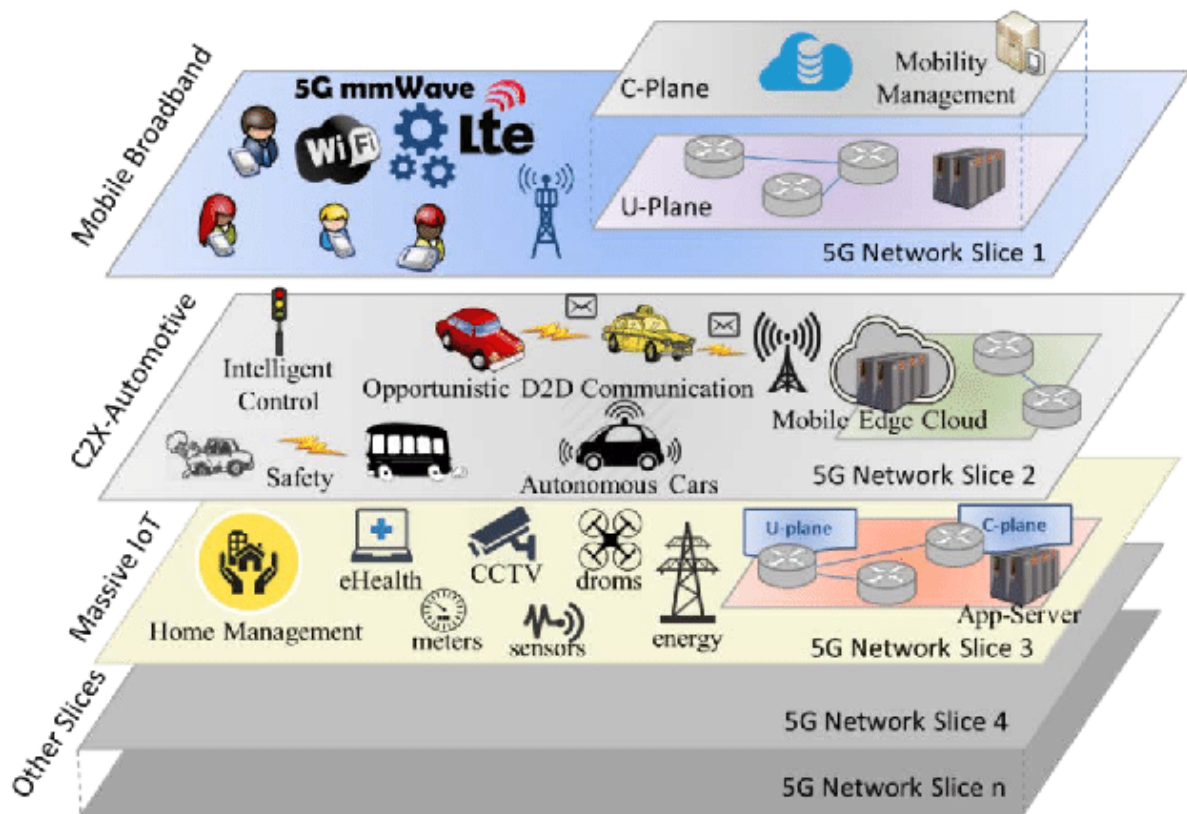 Mobile Broadband
5G mmWave
WiFi
Lte
C-Plane
Mobility
Management
U-Plane
5G Network Slice 1
C2X-Automotive
Intelligent
Control
Opportunistic D2D Communication
Mobile Edge Cloud
Safety
Autonomous Cars
5G Network Slice 2
Massive IoT
Home Management
eHealth
CCTV
droms
meters
sensors
energy
U-plane
C-plane
App-Server
5G Network Slice 3
Other Slices
5G Network Slice 4
5G Network Slice n